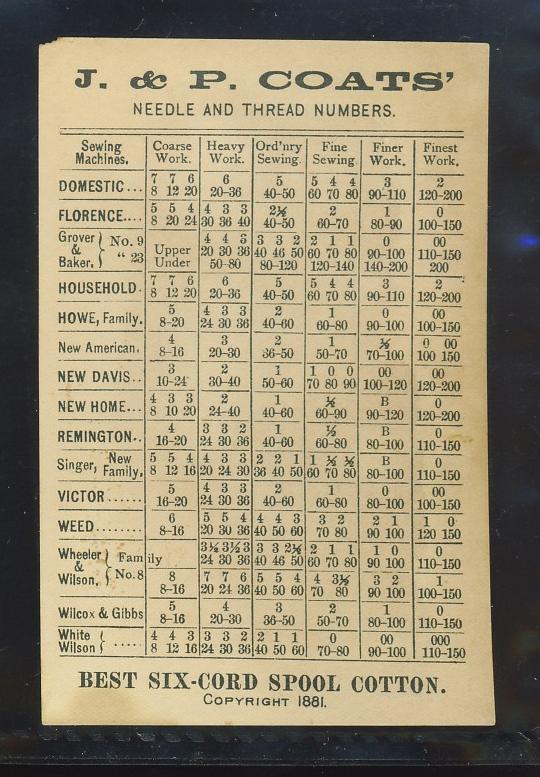 J. & P. COATS'
NEEDLE AND THREAD NUMBERS.
Sewing Machines. Coarse Work. Heavy Work. Ord'nry Sewing. Fine Sewing. Finer Work. Finest Work.
7 7 6 6 5 5 4 4 3 2
DOMESTIC... 8 12 20 20-36 40-50 60 70 80 90-110 120-200
5 5 4 4 3 3 2½ 2 1 0
FLORENCE.... 8 20 24 30 36 40 40-50 60-70 80-90 100-150
Grover & Baker, { No. 9 4 4 3 3 3 2 2 1 1 0 00
" 23 Upper 20 30 36 40 46 50 60 70 80 90-100 110-150
Under 50-80 80-120 120-140 140-200 200
7 7 6 6 5 5 4 4 3 2
HOUSEHOLD. 8 12 20 20-36 40-50 60 70 80 90-110 120-200
5 4 3 3 2 1 0 00
HOWE, Family. 8-20 24 30 36 40-60 60-80 90-100 100-150
4 3 2 1 ½ 0 00
New American. 8-16 20-30 36-50 50-70 70-100 100 150
3 2 1 1 0 0 00 00
NEW DAVIS.. 10-24 30-40 50-60 70 80 90 100-120 120-200
4 3 3 2 1 ½ B 0
NEW HOME.. 8 10 20 24-40 40-60 60-90 90-120 120-200
4 3 3 2 1 ½ B 0
REMINGTON.. 16-20 24 30 36 40-60 60-80 80-100 110-150
5 5 4 4 3 3 2 2 1 1 ½ ½ B 0
Singer, New Family, 8 12 16 20 24 30 36 40 50 60 70 80 80-100 110-150
5 4 3 3 2 1 0 00
VICTOR ...... 16-20 24 30 36 40-60 60-80 80-100 100-150
6 5 5 4 4 4 3 3 2 2 1 1 0
WEED........ 8-16 20 30 36 40 50 60 70 80 90 100 120 150
3½ 3½ 3 3 3 2½ 2 1 1 1 0 0
Wheeler & Wilson, { Family 24 30 36 40 46 50 60 70 80 90 100 110-150
8 7 7 6 5 5 4 4 3½ 3 2 1
No. 8 8-16 20 24 36 40 50 60 70 80 90 100 100-150
5 4 3 2 1 0
Wilcox & Gibbs 8-16 20-30 36-50 50-70 80-100 110-150
4 4 3 3 3 2 2 1 1 0 00 000
White Wilson { ..... 8 12 16 24 30 36 40 50 60 70-80 90-100 110-150
BEST SIX-CORD SPOOL COTTON.
COPYRIGHT 1881.